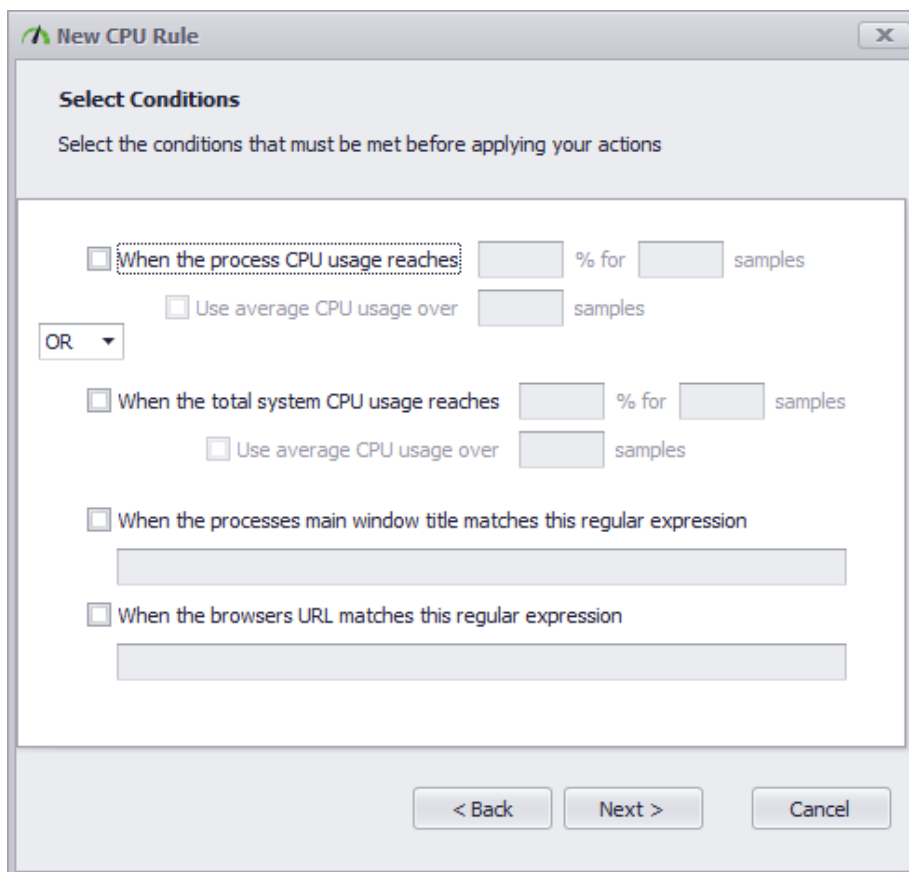 New CPU Rule
Select Conditions
Select the conditions that must be met before applying your actions
When the process CPU usage reaches % for samples
Use average CPU usage over samples
OR
When the total system CPU usage reaches % for samples
Use average CPU usage over samples
When the processes main window title matches this regular expression
When the browsers URL matches this regular expression
< Back Next > Cancel